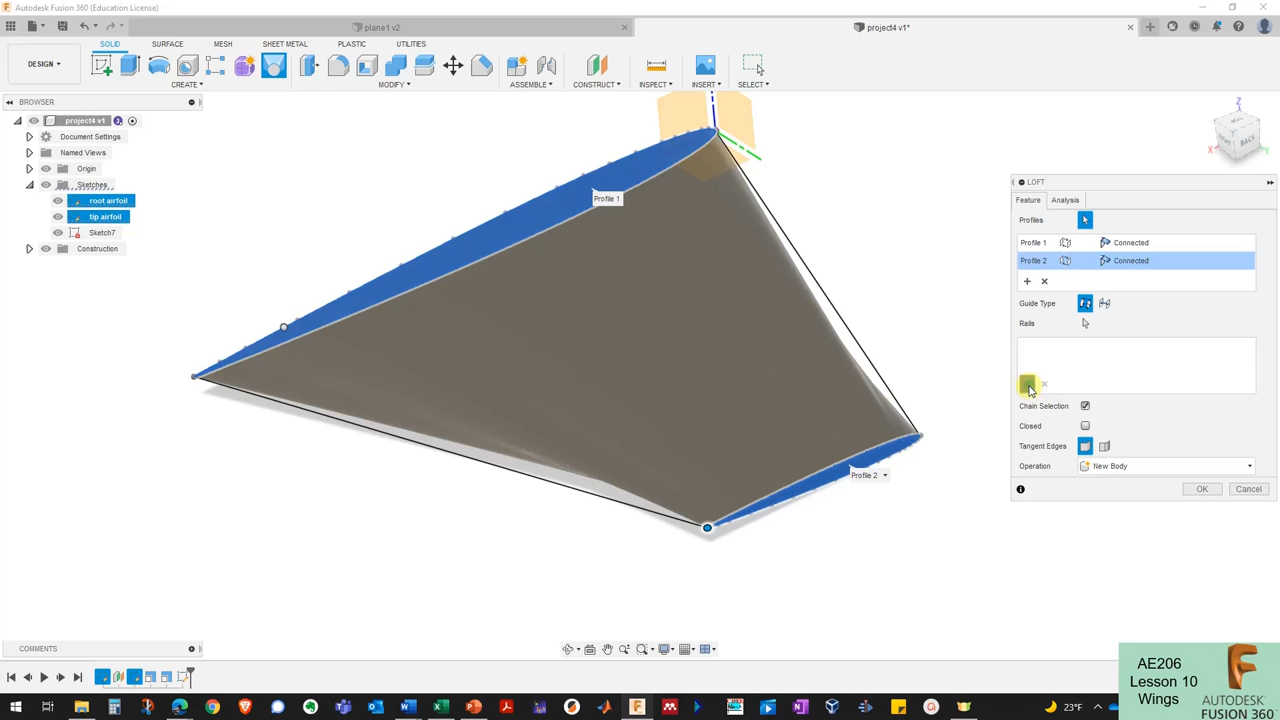 Autodesk Fusion 360 (Education License)
plane1 v2
project4 v1*
DESIGN
SOLID
SURFACE
MESH
SHEET METAL
PLASTIC
UTILITIES
CREATE
MODIFY
ASSEMBLE
CONSTRUCT
INSPECT
INSERT
SELECT
BROWSER
project4 v1
Document Settings
Named Views
Origin
Sketches
root airfoil
tip airfoil
Sketch7
Construction
Z
BACK
X
Y
Profile 1
Profile 2
LOFT
Feature
Analysis
Profiles
Profile 1 Connected
Profile 2 Connected
Guide Type
Rails
Chain Selection
Closed
Tangent Edges
Operation New Body
OK Cancel
COMMENTS
AE206
Lesson 10
Wings
AUTODESK
FUSION 360
23°F